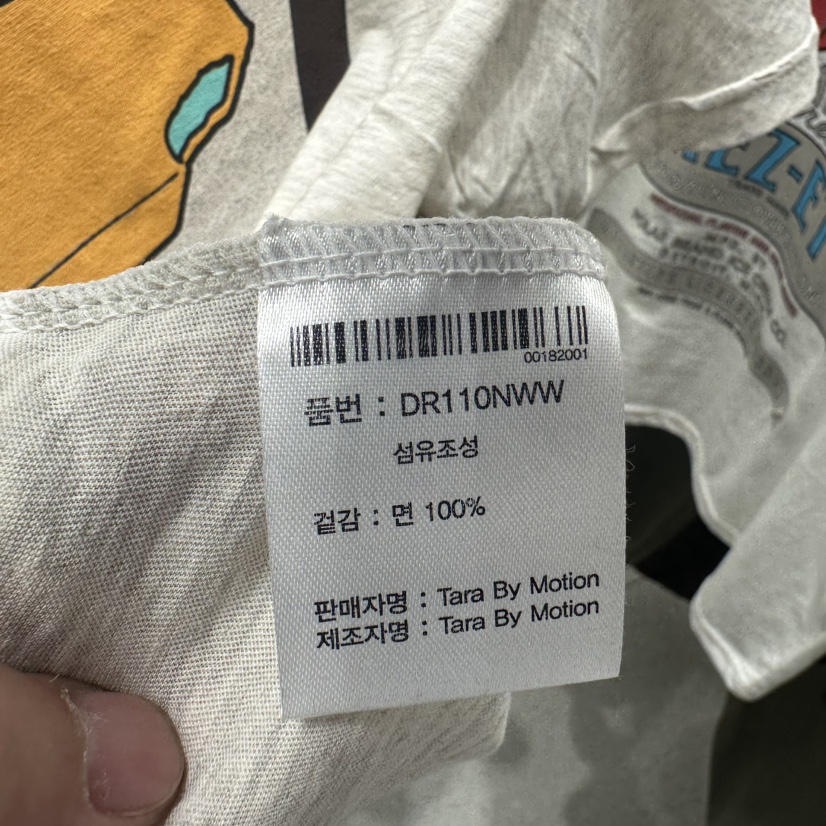 00182001
품번 : DR110NWW
섬유조성
겉감 : 면 100%
판매자명 : Tara By Motion
제조자명 : Tara By Motion